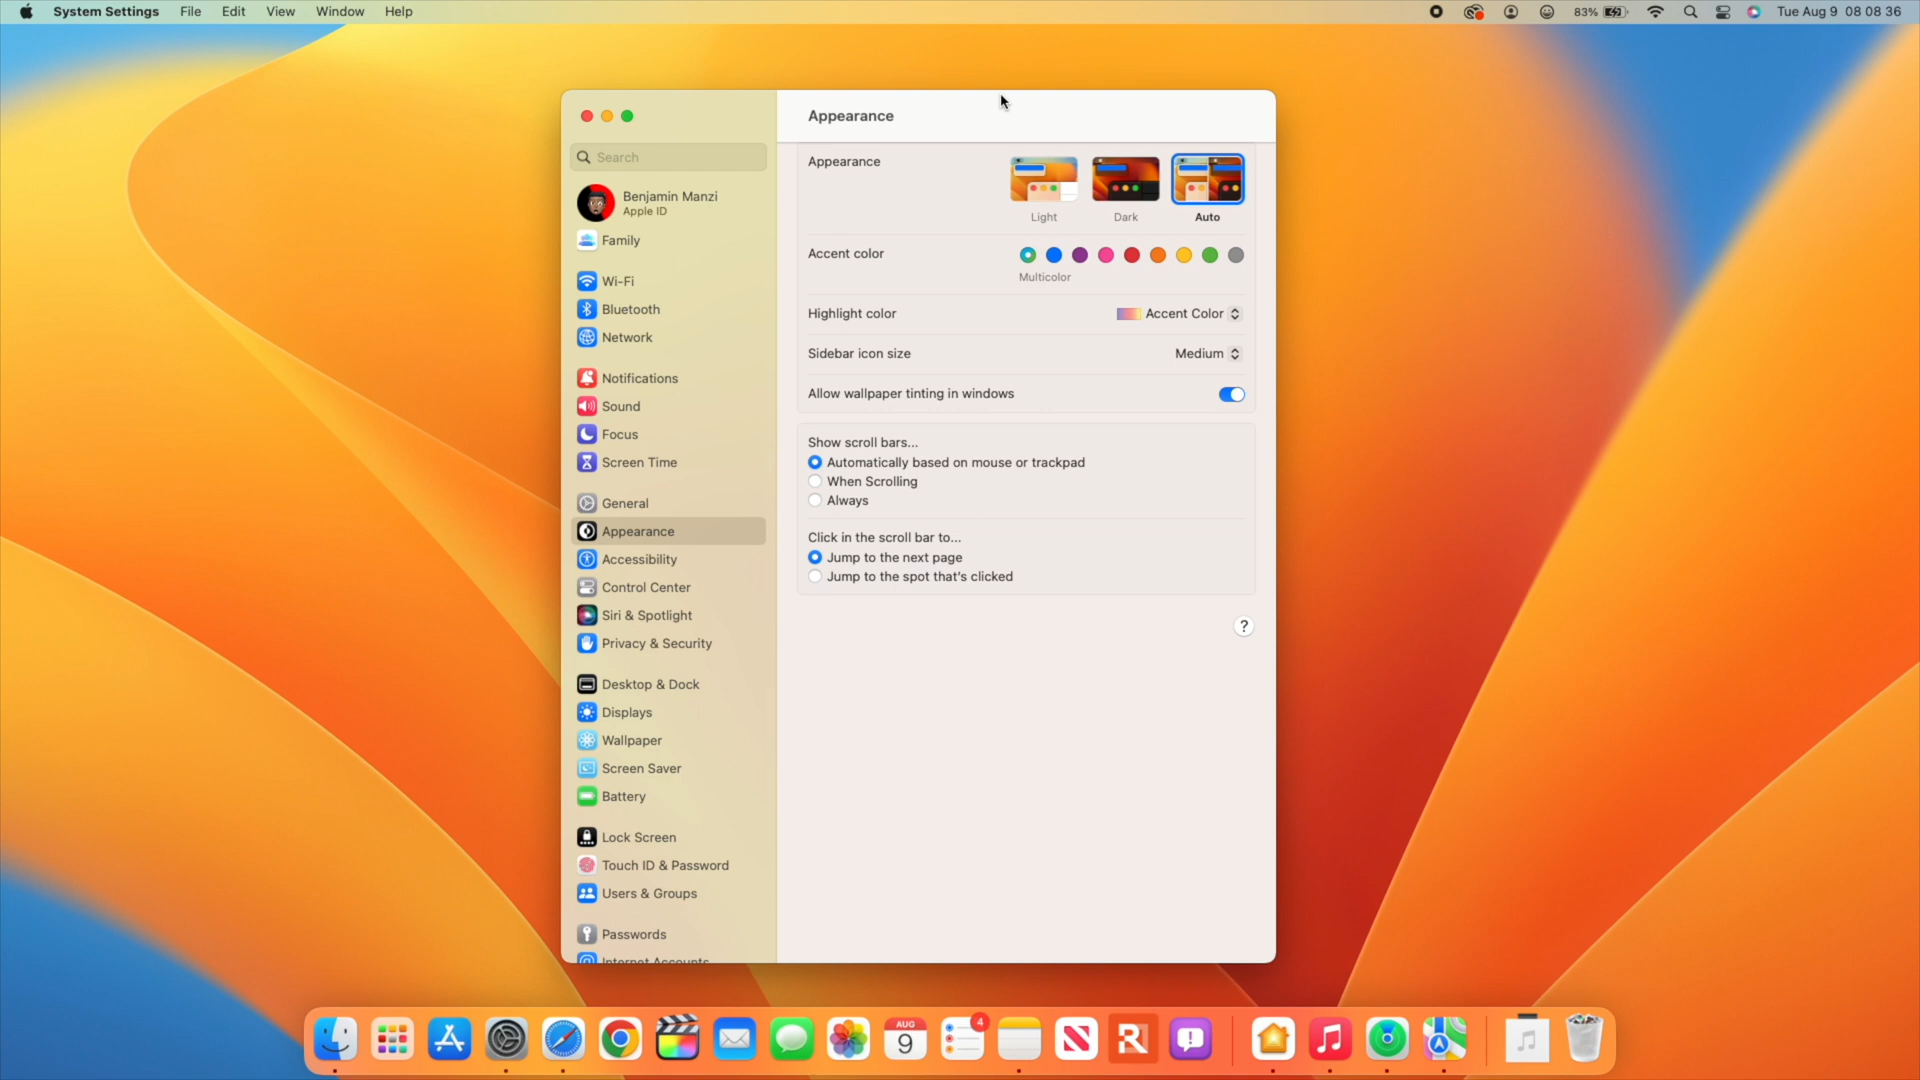 System Settings File Edit View Window Help
83% Tue Aug 9 08 08 36
Appearance
Search
Benjamin Manzi
Apple ID
Family
Wi-Fi
Bluetooth
Network
Notifications
Sound
Focus
Screen Time
General
Appearance
Accessibility
Control Center
Siri & Spotlight
Privacy & Security
Desktop & Dock
Displays
Wallpaper
Screen Saver
Battery
Lock Screen
Touch ID & Password
Users & Groups
Passwords
Internet Accounts
Appearance
Light Dark Auto
Accent color
Multicolor
Highlight color Accent Color
Sidebar icon size Medium
Allow wallpaper tinting in windows
Show scroll bars...
Automatically based on mouse or trackpad
When Scrolling
Always
Click in the scroll bar to...
Jump to the next page
Jump to the spot that's clicked
?
AUG
9
4